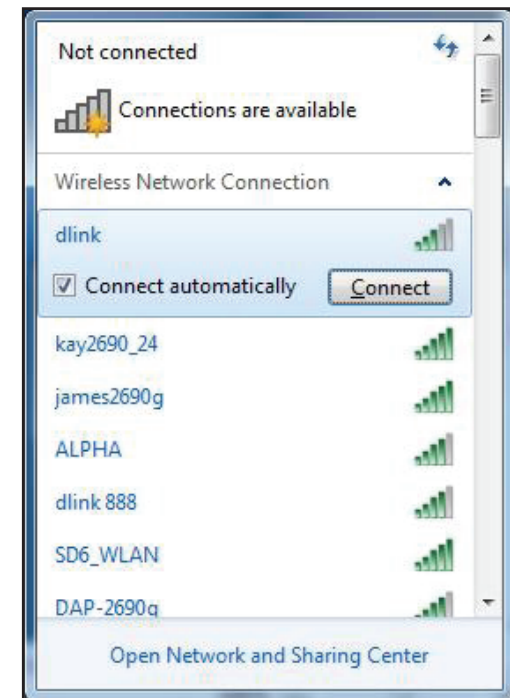 Not connected
Connections are available
Wireless Network Connection
dlink
Connect automatically Connect
kay2690_24
james2690g
ALPHA
dlink 888
SD6_WLAN
DAP-2690g
Open Network and Sharing Center